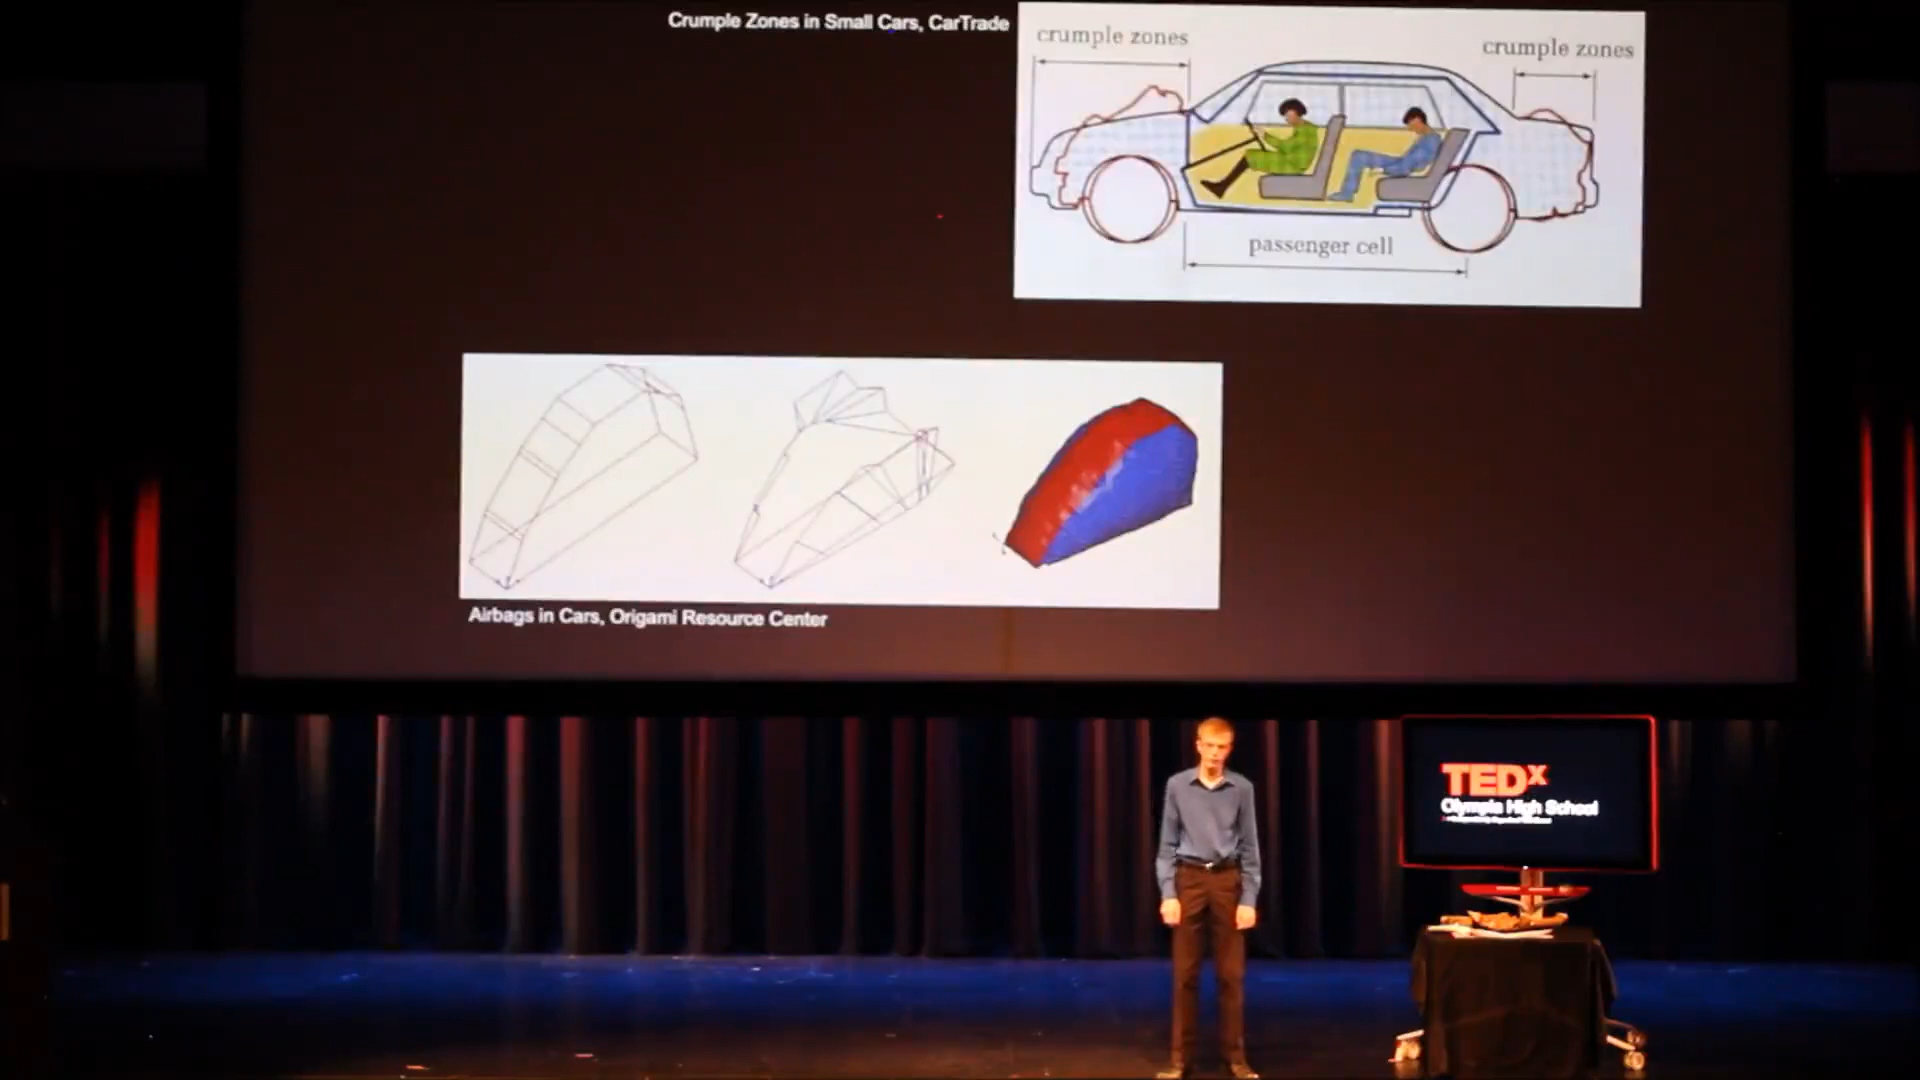 Crumple Zones in Small Cars, CarTrade
crumple zones
crumple zones
passenger cell
Airbags in Cars, Origami Resource Center
TEDx
Olympia High School